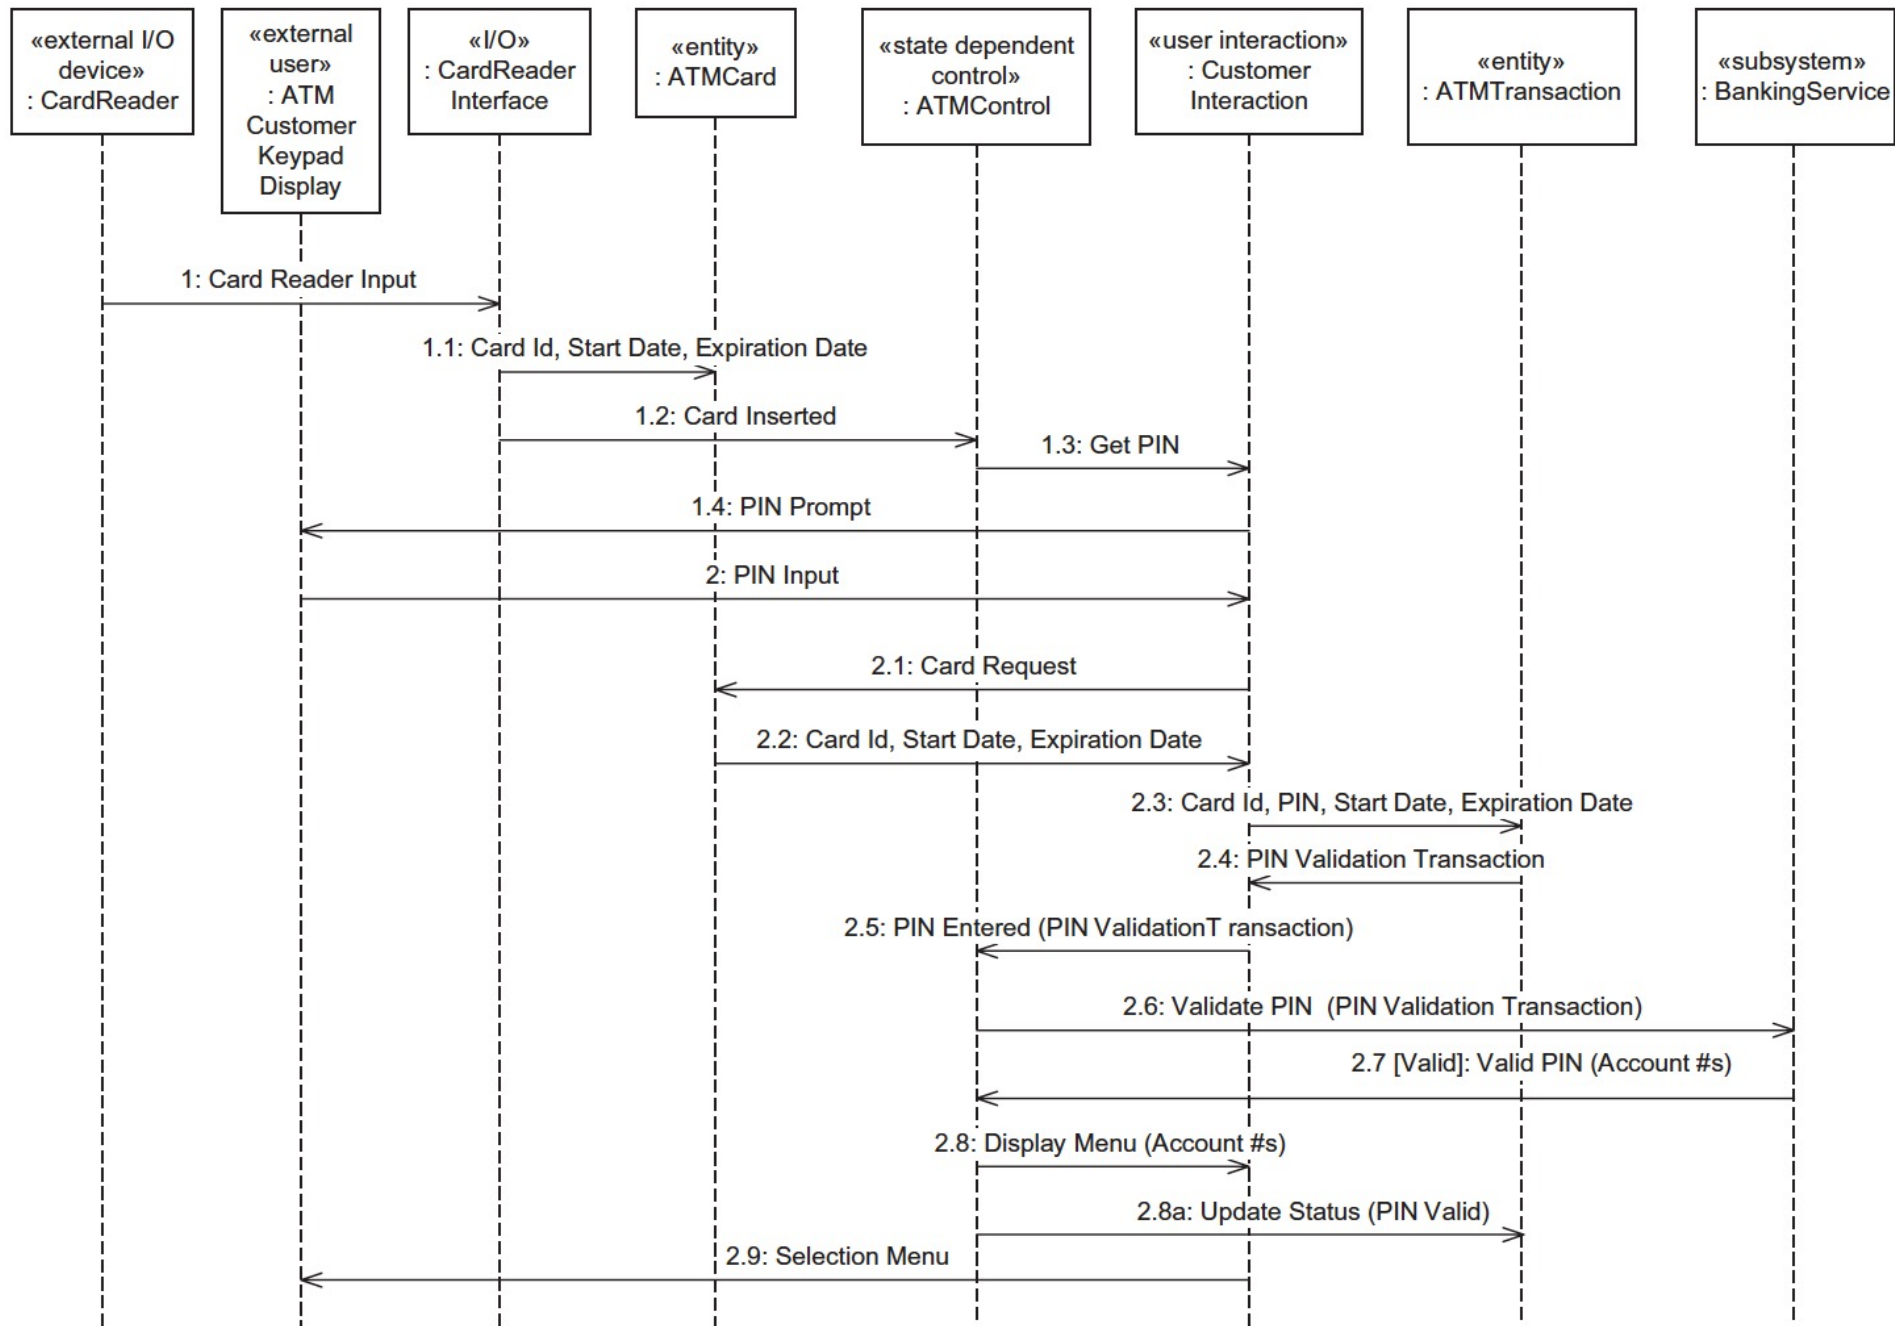 «external I/O
device»
: CardReader
«external
user»
: ATM
Customer
Keypad
Display
«I/O»
: CardReader
Interface
«entity»
: ATMCard
«state dependent
control»
: ATMControl
«user interaction»
: Customer
Interaction
«entity»
: ATMTransaction
«subsystem»
: BankingService
1: Card Reader Input
1.1: Card Id, Start Date, Expiration Date
1.2: Card Inserted
1.3: Get PIN
1.4: PIN Prompt
2: PIN Input
2.1: Card Request
2.2: Card Id, Start Date, Expiration Date
2.3: Card Id, PIN, Start Date, Expiration Date
2.4: PIN Validation Transaction
2.5: PIN Entered (PIN ValidationT ransaction)
2.6: Validate PIN (PIN Validation Transaction)
2.7 [Valid]: Valid PIN (Account #s)
2.8: Display Menu (Account #s)
2.8a: Update Status (PIN Valid)
2.9: Selection Menu